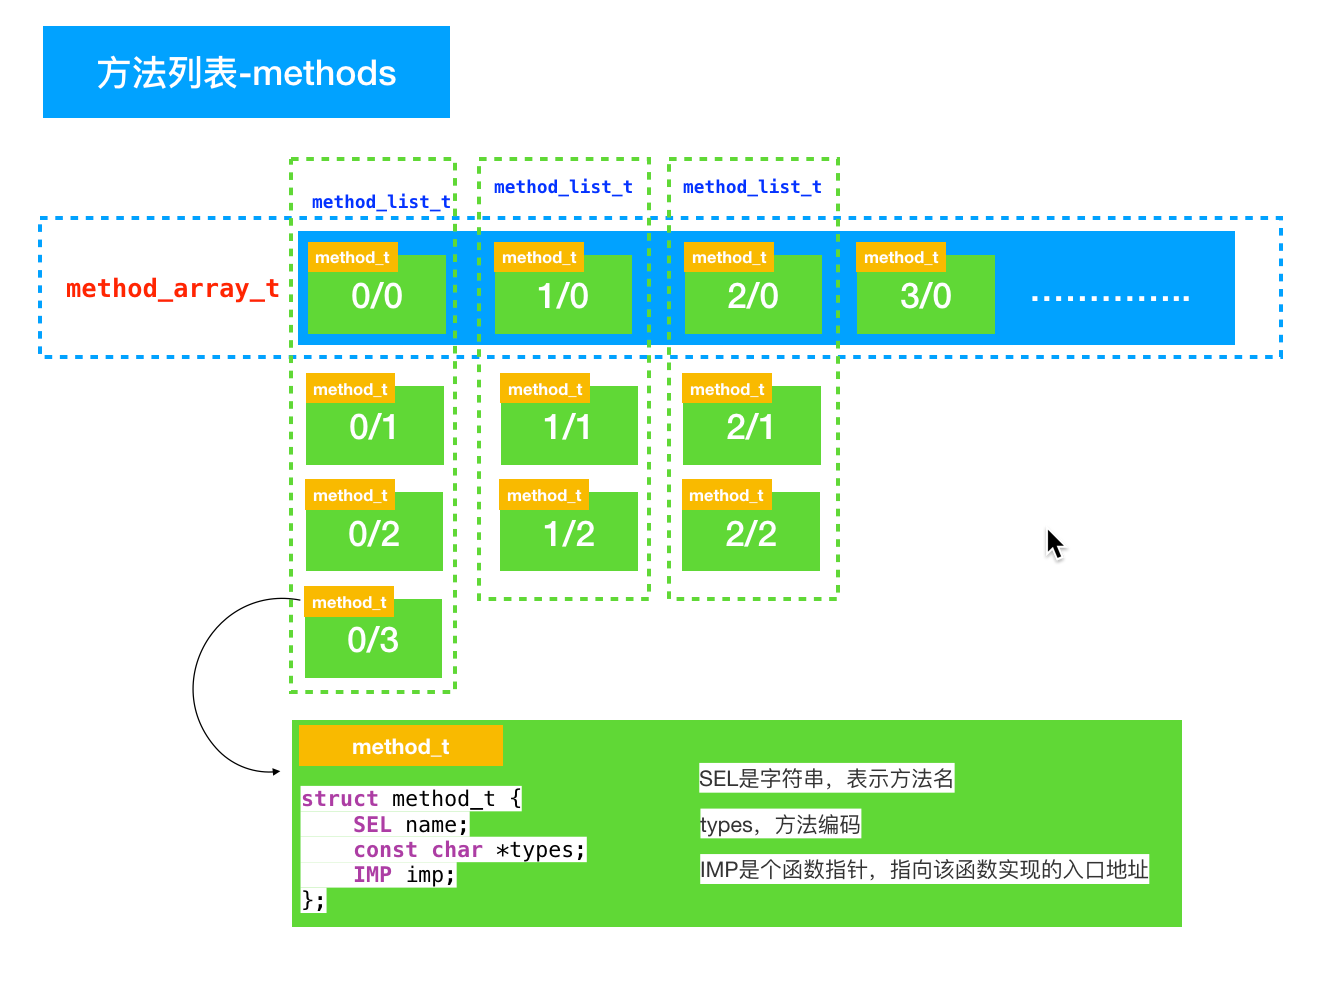 方法列表-methods
method_list_t
method_list_t
method_list_t
method_array_t
method_t
method_t
method_t
method_t
0/0
1/0
2/0
3/0
..............
method_t
method_t
method_t
0/1
1/1
2/1
method_t
method_t
method_t
0/2
1/2
2/2
method_t
0/3
method_t
struct method_t {
SEL name;
const char *types;
IMP imp;
};
SEL是字符串，表示方法名
types，方法编码
IMP是个函数指针，指向该函数实现的入口地址